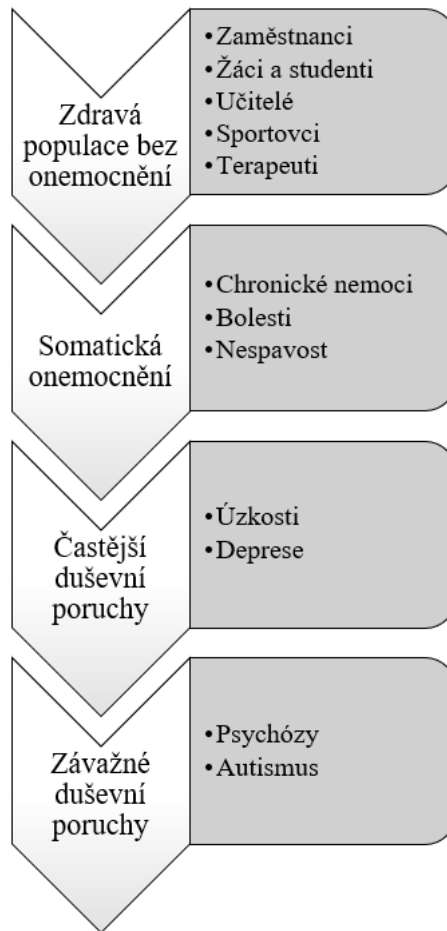 Zdravá
populace bez
onemocnění
•Zaměstnanci
•Žáci a studenti
•Učitelé
•Sportovci
•Terapeuti
Somatická
onemocnění
•Chronické nemoci
•Bolesti
•Nespavost
Častější
duševní
poruchy
•Úzkosti
•Deprese
Závažné
duševní
poruchy
•Psychózy
•Autismus